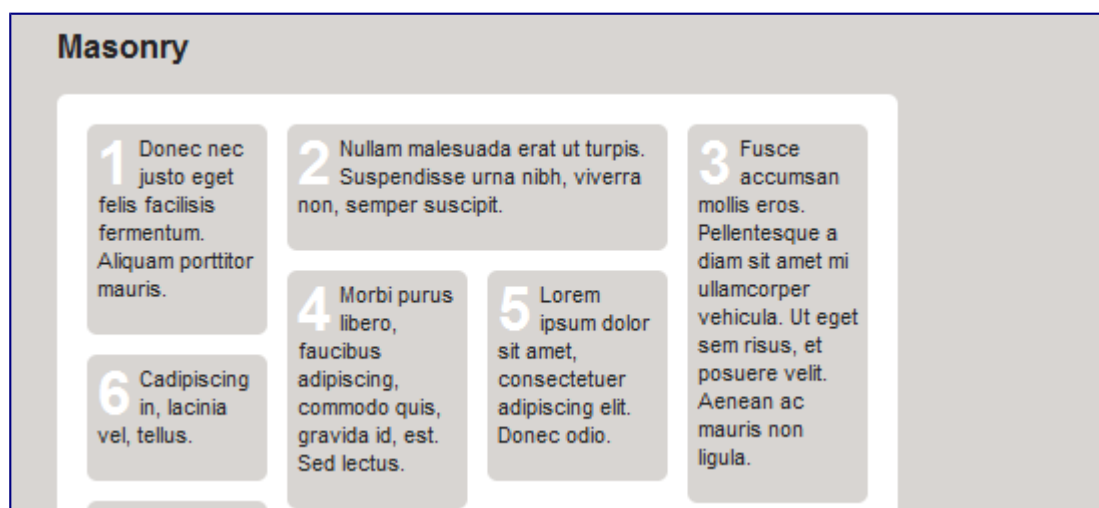 Masonry
1 Donec nec
justo eget
felis facilisis
fermentum.
Aliquam porttitor
mauris.
2 Nullam malesuada erat ut turpis.
Suspendisse urna nibh, viverra
non, semper suscipit.
3 Fusce
accumsan
mollis eros.
Pellentesque a
diam sit amet mi
ullamcorper
vehicula. Ut eget
sem risus, et
posuere velit.
Aenean ac
mauris non
ligula.
4 Morbi purus
libero,
faucibus
adipiscing,
commodo quis,
gravida id, est.
Sed lectus.
5 Lorem
ipsum dolor
sit amet,
consectetuer
adipiscing elit.
Donec odio.
6 Cadipiscing
in, lacinia
vel, tellus.